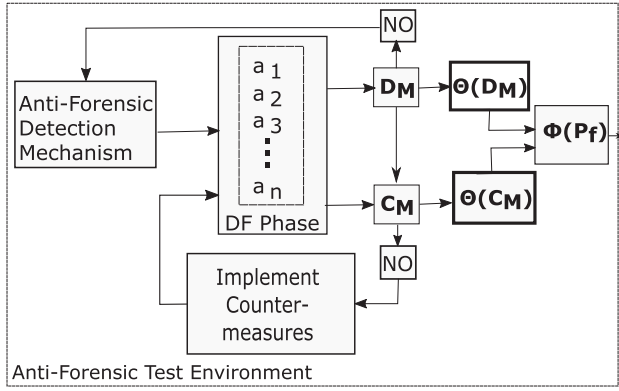 NO
Anti-Forensic
Detection
Mechanism
a 1
a 2
a 3
⋮
a n
DF Phase
DM
Θ(DM)
Φ(Pf)
CM
Θ(CM)
NO
Implement
Counter-
measures
Anti-Forensic Test Environment